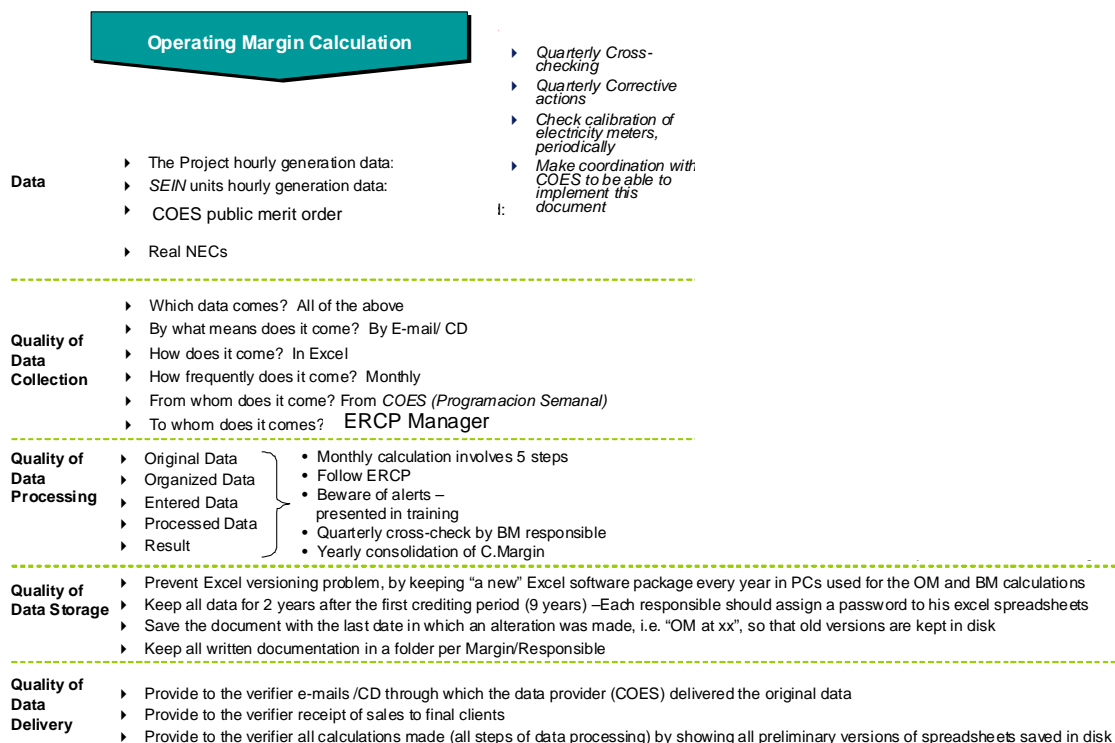 Operating Margin Calculation
Quarterly Cross-
checking
Quarterly Corrective
actions
Check calibration of
electricity meters,
periodically
Make coordination with
COES to be able to
implement this
document
Data
The Project hourly generation data:
SEIN units hourly generation data:
COES public merit order
l:
Real NECs
Quality of
Data
Collection
Which data comes? All of the above
By what means does it come? By E-mail/ CD
How does it come? In Excel
How frequently does it come? Monthly
From whom does it come? From COES (Programacion Semanal)
To whom does it comes? ERCP Manager
Quality of
Data
Processing
Original Data
Organized Data
Entered Data
Processed Data
Result
• Monthly calculation involves 5 steps
• Follow ERCP
• Beware of alerts –
presented in training
• Quarterly cross-check by BM responsible
• Yearly consolidation of C.Margin
Quality of
Data Storage
Prevent Excel versioning problem, by keeping “a new” Excel software package every year in PCs used for the OM and BM calculations
Keep all data for 2 years after the first crediting period (9 years) –Each responsible should assign a password to his excel spreadsheets
Save the document with the last date in which an alteration was made, i.e. “OM at xx”, so that old versions are kept in disk
Keep all written documentation in a folder per Margin/Responsible
Quality of
Data
Delivery
Provide to the verifier e-mails /CD through which the data provider (COES) delivered the original data
Provide to the verifier receipt of sales to final clients
Provide to the verifier all calculations made (all steps of data processing) by showing all preliminary versions of spreadsheets saved in disk